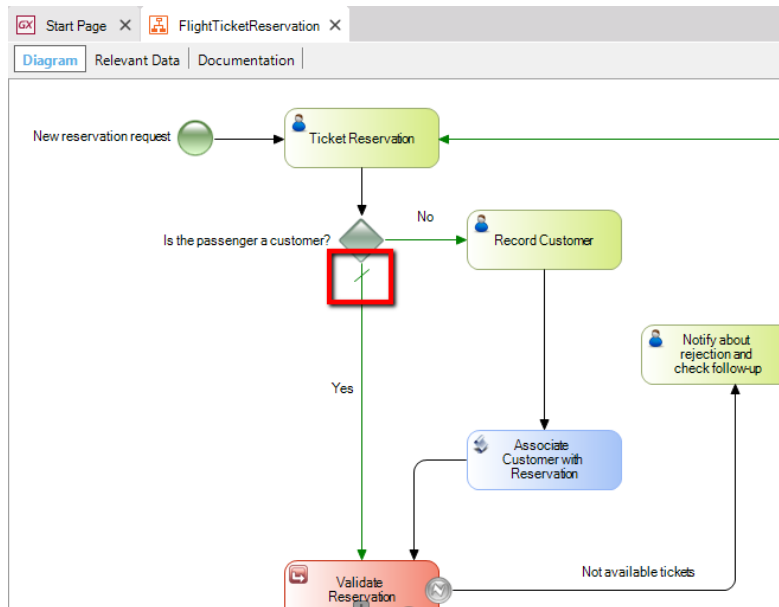 GX Start Page FlightTicketReservation
Diagram Relevant Data Documentation
New reservation request
Ticket Reservation
Is the passenger a customer?
No
Record Customer
Notify about
rejection and
check follow-up
Yes
Associate
Customer with
Reservation
Validate
Reservation
Not available tickets